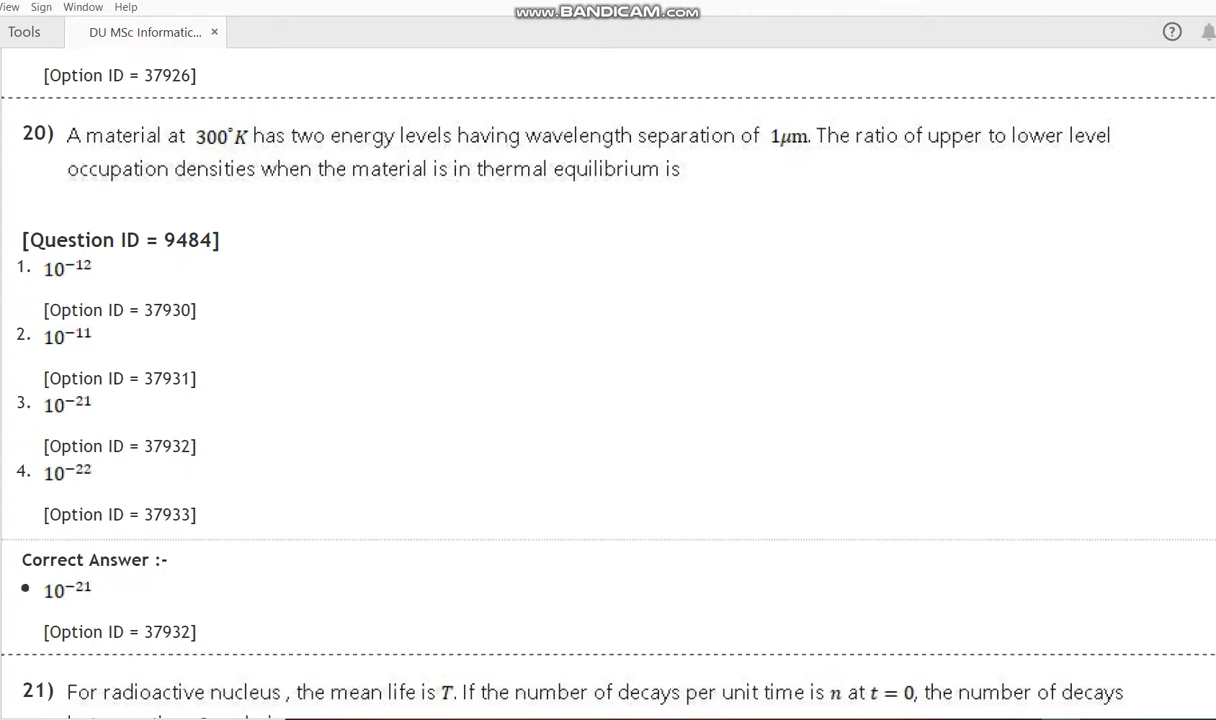 View Sign Window Help
www.BANDICAM.com
Tools DU MSc Informatic... ×
[Option ID = 37926]
20) A material at 300°K has two energy levels having wavelength separation of 1μm. The ratio of upper to lower level
occupation densities when the material is in thermal equilibrium is
[Question ID = 9484]
1. 10⁻¹²
[Option ID = 37930]
2. 10⁻¹¹
[Option ID = 37931]
3. 10⁻²¹
[Option ID = 37932]
4. 10⁻²²
[Option ID = 37933]
Correct Answer :-
• 10⁻²¹
[Option ID = 37932]
21) For radioactive nucleus , the mean life is T. If the number of decays per unit time is n at t = 0, the number of decays